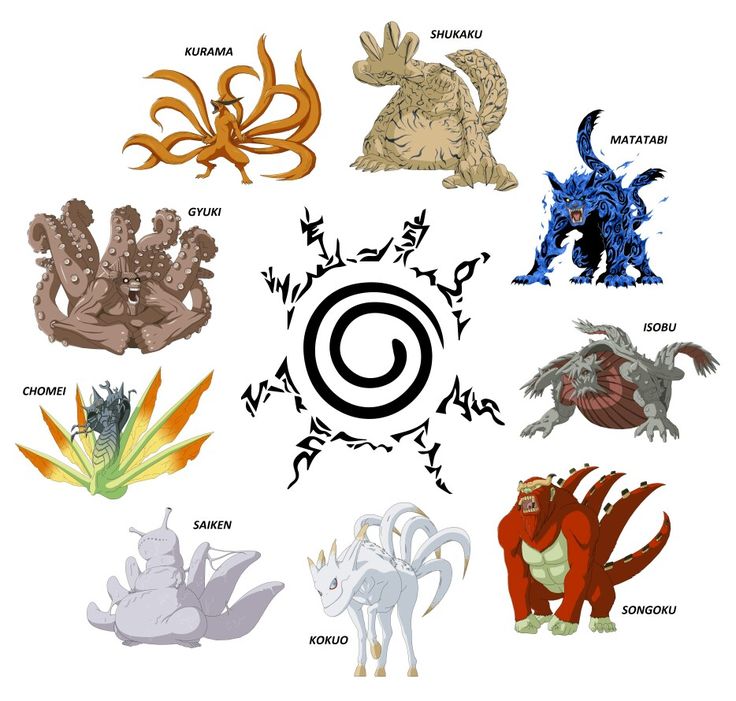 KURAMA
SHUKAKU
MATATABI
GYUKI
ISOBU
CHOMEI
SAIKEN
KOKUO
SONGOKU